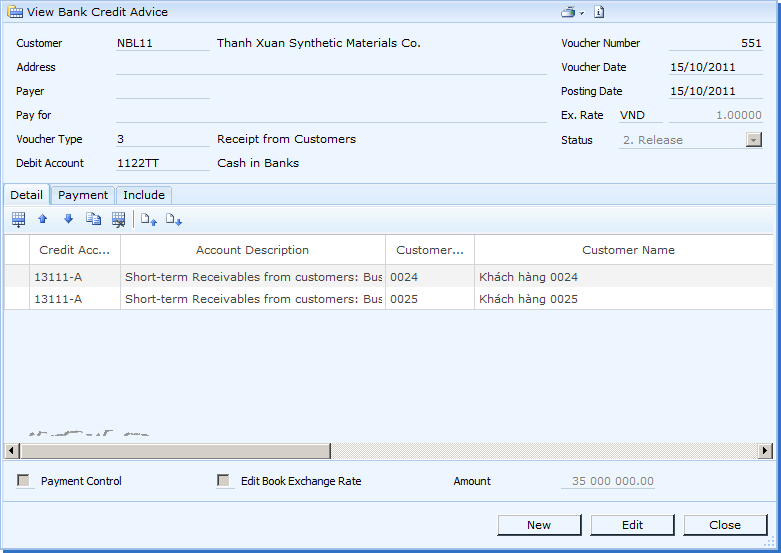 View Bank Credit Advice
Customer NBL11 Thanh Xuan Synthetic Materials Co. Voucher Number 551
Address Voucher Date 15/10/2011
Payer Posting Date 15/10/2011
Pay for Ex. Rate VND 1.00000
Voucher Type 3 Receipt from Customers Status 2. Release
Debit Account 1122TT Cash in Banks
Detail Payment Include
Credit Acc... Account Description Customer... Customer Name
13111-A Short-term Receivables from customers: Bus 0024 Khách hàng 0024
13111-A Short-term Receivables from customers: Bus 0025 Khách hàng 0025
Payment Control Edit Book Exchange Rate Amount 35 000 000.00
New Edit Close